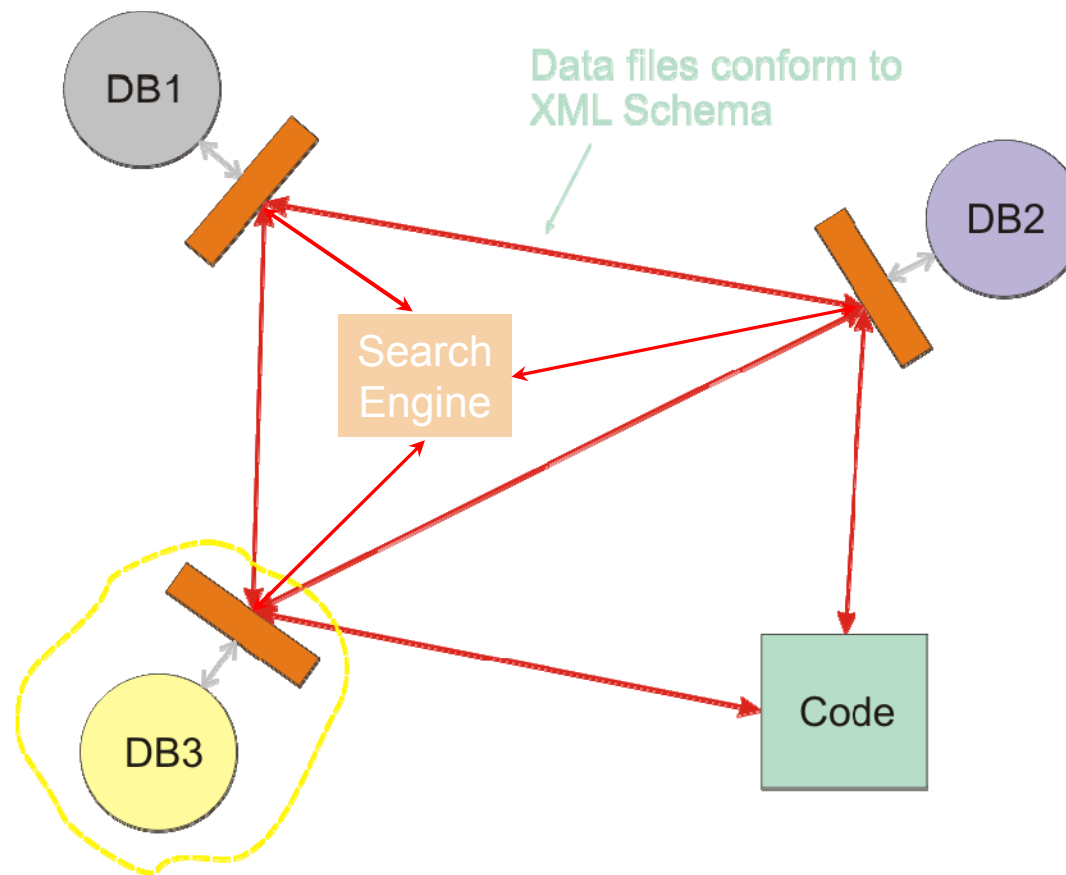 DB1
Data files conform to
XML Schema
DB2
Search
Engine
DB3
Code